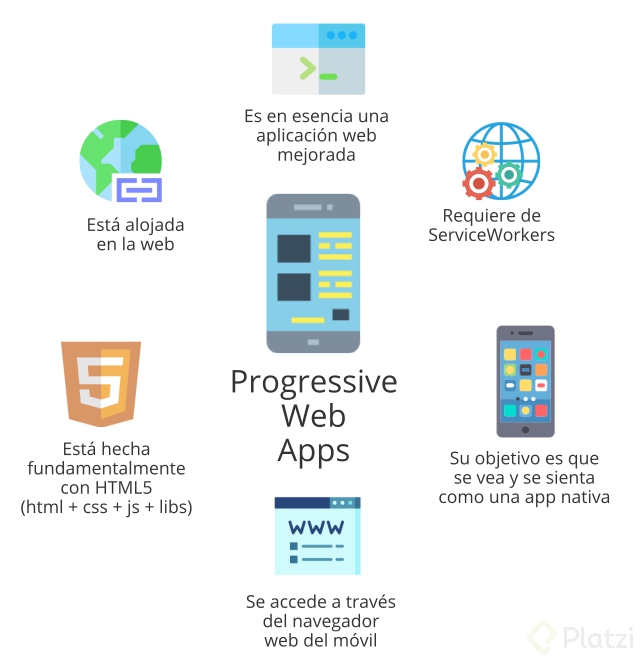 Es en esencia una
aplicación web
mejorada
Está alojada
en la web
Requiere de
ServiceWorkers
Progressive
Web
Apps
Está hecha
fundamentalmente
con HTML5
(html + css + js + libs)
Su objetivo es que
se vea y se sienta
como una app nativa
WWW
Se accede a través
del navegador
web del móvil
Platzi